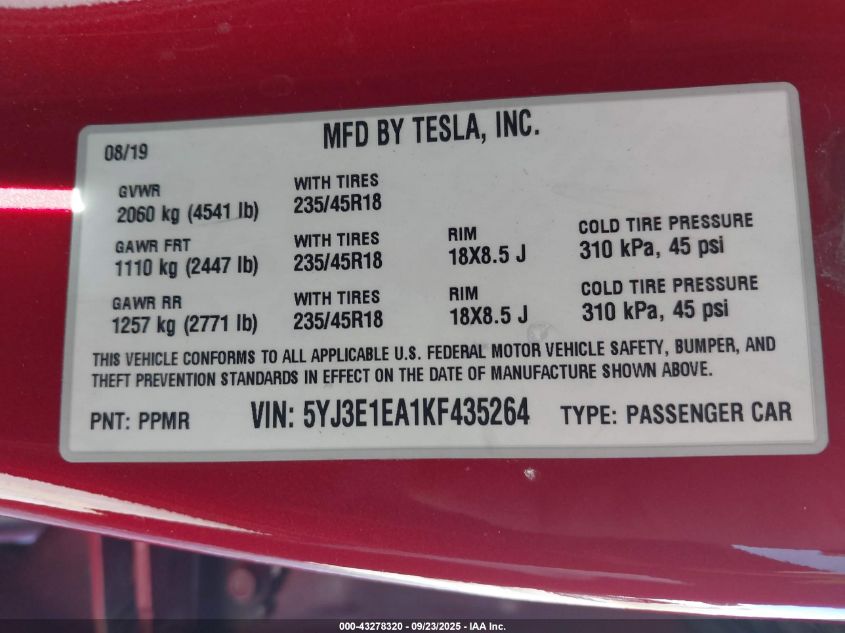 MFD BY TESLA, INC.
08/19
GVWR
2060 kg (4541 lb)
WITH TIRES
235/45R18
GAWR FRT
1110 kg (2447 lb)
WITH TIRES
235/45R18
RIM
18X8.5 J
COLD TIRE PRESSURE
310 kPa, 45 psi
GAWR RR
1257 kg (2771 lb)
WITH TIRES
235/45R18
RIM
18X8.5 J
COLD TIRE PRESSURE
310 kPa, 45 psi
THIS VEHICLE CONFORMS TO ALL APPLICABLE U.S. FEDERAL MOTOR VEHICLE SAFETY, BUMPER, AND
THEFT PREVENTION STANDARDS IN EFFECT ON THE DATE OF MANUFACTURE SHOWN ABOVE.
PNT: PPMR VIN: 5YJ3E1EA1KF435264 TYPE: PASSENGER CAR
000-43278320 - 09/23/2025 - IAA Inc.